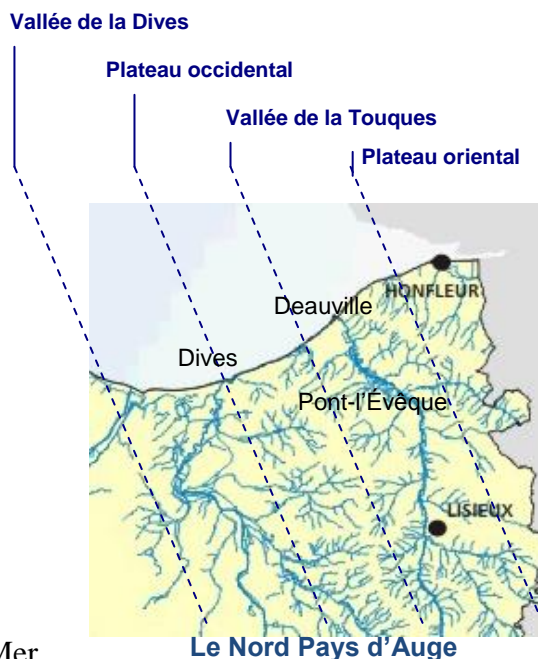 Vallée de la Dives
Plateau occidental
Vallée de la Touques
Plateau oriental
HONFLEUR
Deauville
Dives
Pont-l'Évêque
LISIEUX
Mer
Le Nord Pays d'Auge